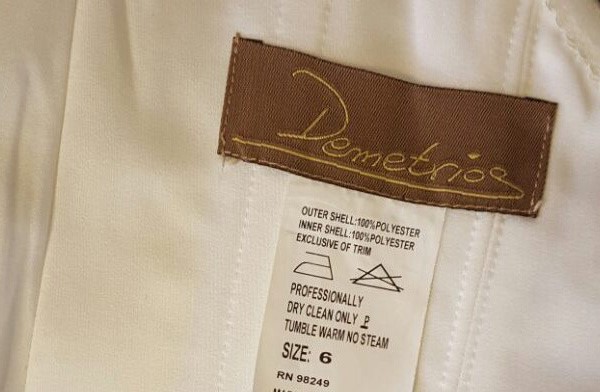 Demetrios
OUTER SHELL:100%POLYESTER
INNER SHELL:100%POLYESTER
EXCLUSIVE OF TRIM
PROFESSIONALLY
DRY CLEAN ONLY P
TUMBLE WARM NO STEAM
SIZE: 6
RN 98249